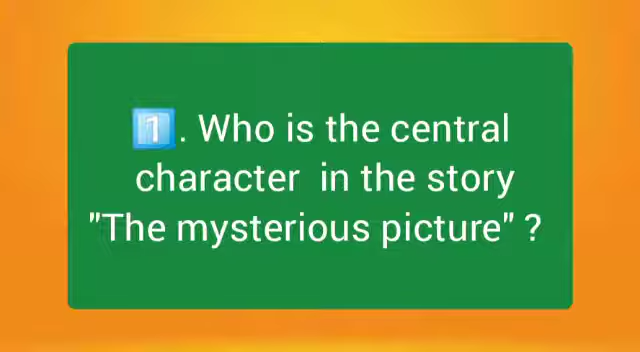 1️⃣. Who is the central
character in the story
"The mysterious picture" ?